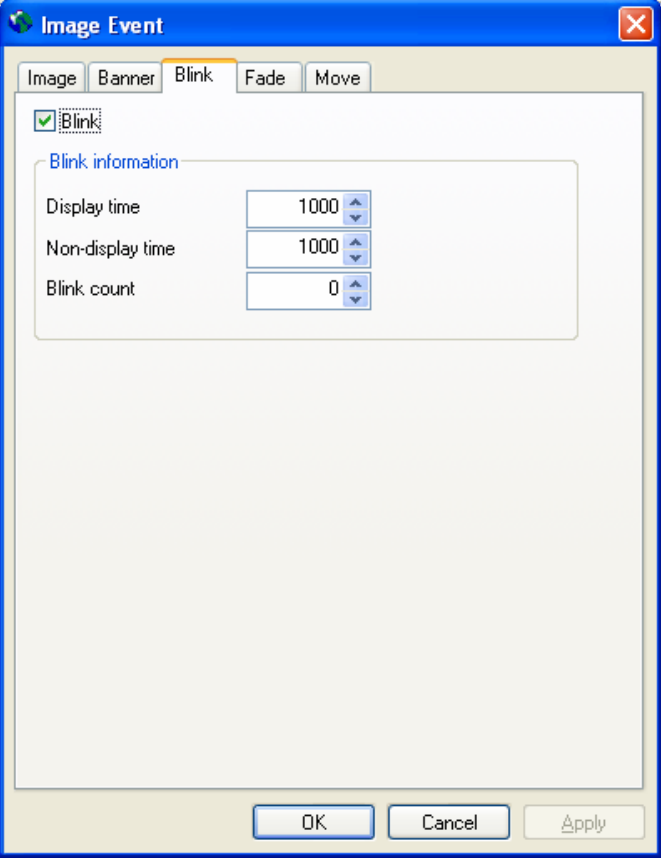 Image Event
Image Banner Blink Fade Move
Blink
Blink information
Display time 1000
Non-display time 1000
Blink count 0
OK Cancel Apply